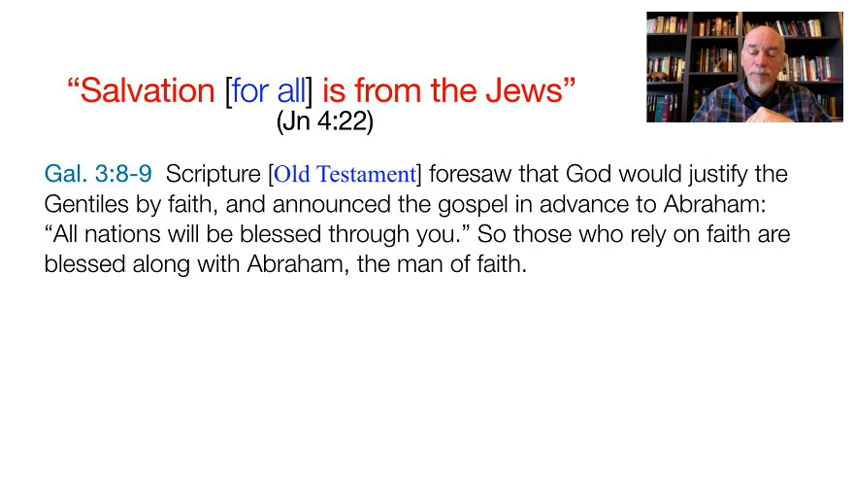 “Salvation [for all] is from the Jews”
(Jn 4:22)
Gal. 3:8-9 Scripture [Old Testament] foresaw that God would justify the
Gentiles by faith, and announced the gospel in advance to Abraham:
“All nations will be blessed through you.” So those who rely on faith are
blessed along with Abraham, the man of faith.